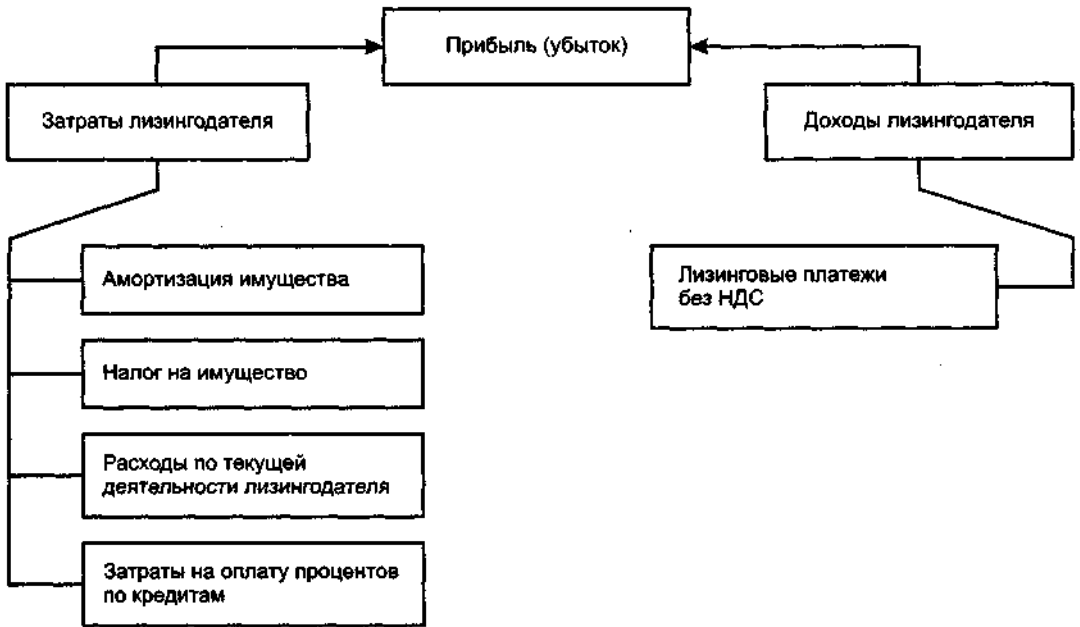 Прибыль (убыток)
Затраты лизингодателя
Доходы лизингодателя
Амортизация имущества
Налог на имущество
Расходы по текущей
деятельности лизингодателя
Затраты на оплату процентов
по кредитам
Лизинговые платежи
без НДС